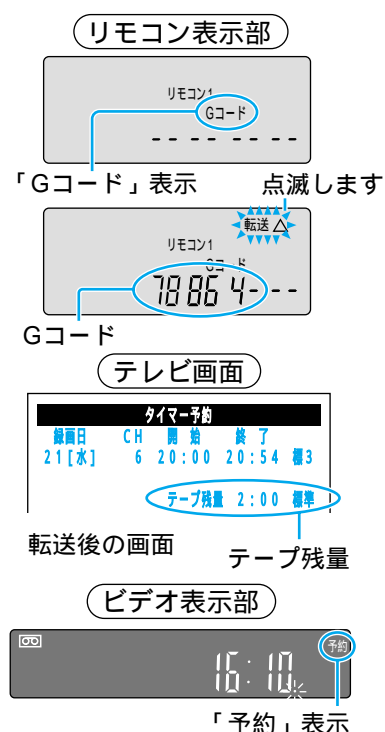 リモコン表示部
リモコン1
Gコード
-- -- -- --
「Gコード」表示 点滅します
転送△
リモコン1
Gコード
78 86 4- --
Gコード
テレビ画面
タイマー予約
録画日 CH 開始 終了
21[水] 6 20:00 20:54 標3
テープ残量 2:00 標準
転送後の画面
テープ残量
ビデオ表示部
予約
16:10
「予約」表示